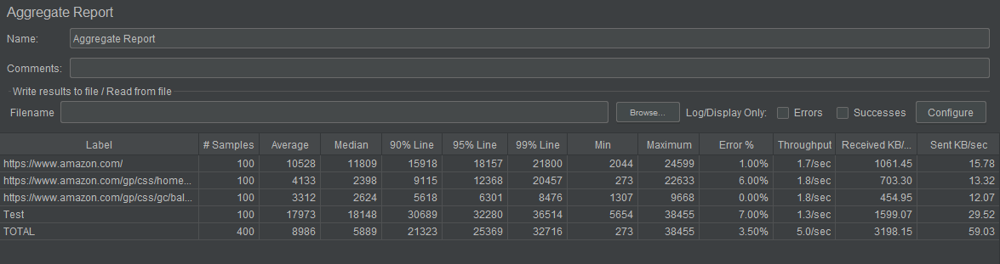 Aggregate Report
Name: Aggregate Report
Comments:
Write results to file / Read from file
Filename Browse... Log/Display Only: Errors Successes Configure
Label # Samples Average Median 90% Line 95% Line 99% Line Min Maximum Error % Throughput Received KB/... Sent KB/sec
https://www.amazon.com/ 100 10528 11809 15918 18157 21800 2044 24599 1.00% 1.7/sec 1061.45 15.78
https://www.amazon.com/gp/css/home... 100 4133 2398 9115 12368 20457 273 22633 6.00% 1.8/sec 703.30 13.32
https://www.amazon.com/gp/css/gc/bal... 100 3312 2624 5618 6301 8476 1307 9668 0.00% 1.8/sec 454.95 12.07
Test 100 17973 18148 30689 32280 36514 5654 38455 7.00% 1.3/sec 1599.07 29.52
TOTAL 400 8986 5889 21323 25369 32716 273 38455 3.50% 5.0/sec 3198.15 59.03